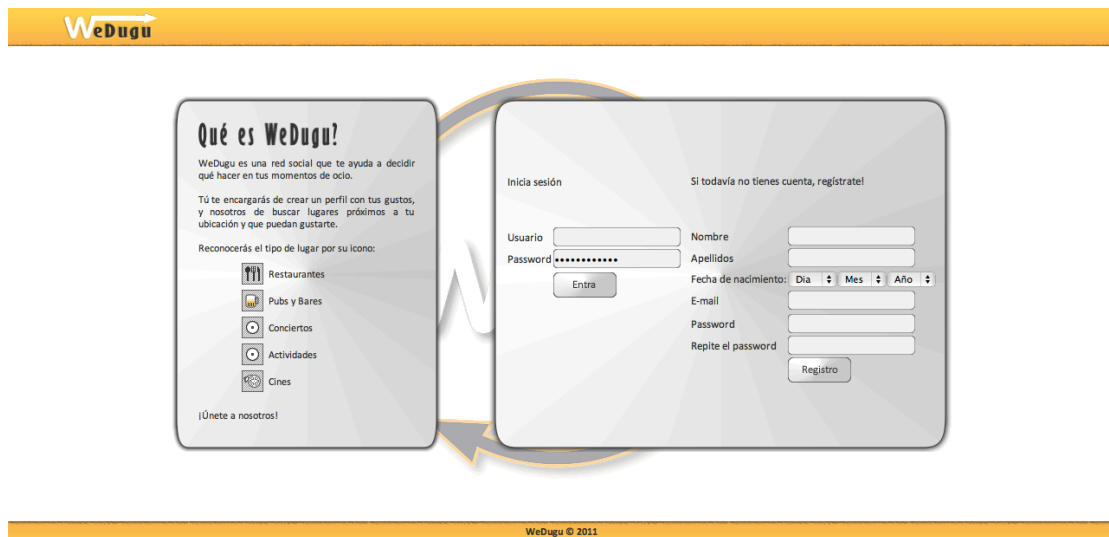 WeDugu
Qué es WeDugu?
WeDugu es una red social que te ayuda a decidir
qué hacer en tus momentos de ocio.
Tú te encargarás de crear un perfil con tus gustos,
y nosotros de buscar lugares próximos a tu
ubicación y que puedan gustarte.
Reconocerás el tipo de lugar por su icono:
Restaurantes
Pubs y Bares
Conciertos
Actividades
Cines
¡Únete a nosotros!
Inicia sesión
Usuario
Password ••••••••••••
Entra
Si todavía no tienes cuenta, regístrate!
Nombre
Apellidos
Fecha de nacimiento: Dia Mes Año
E-mail
Password
Repite el password
Registro
WeDugu © 2011